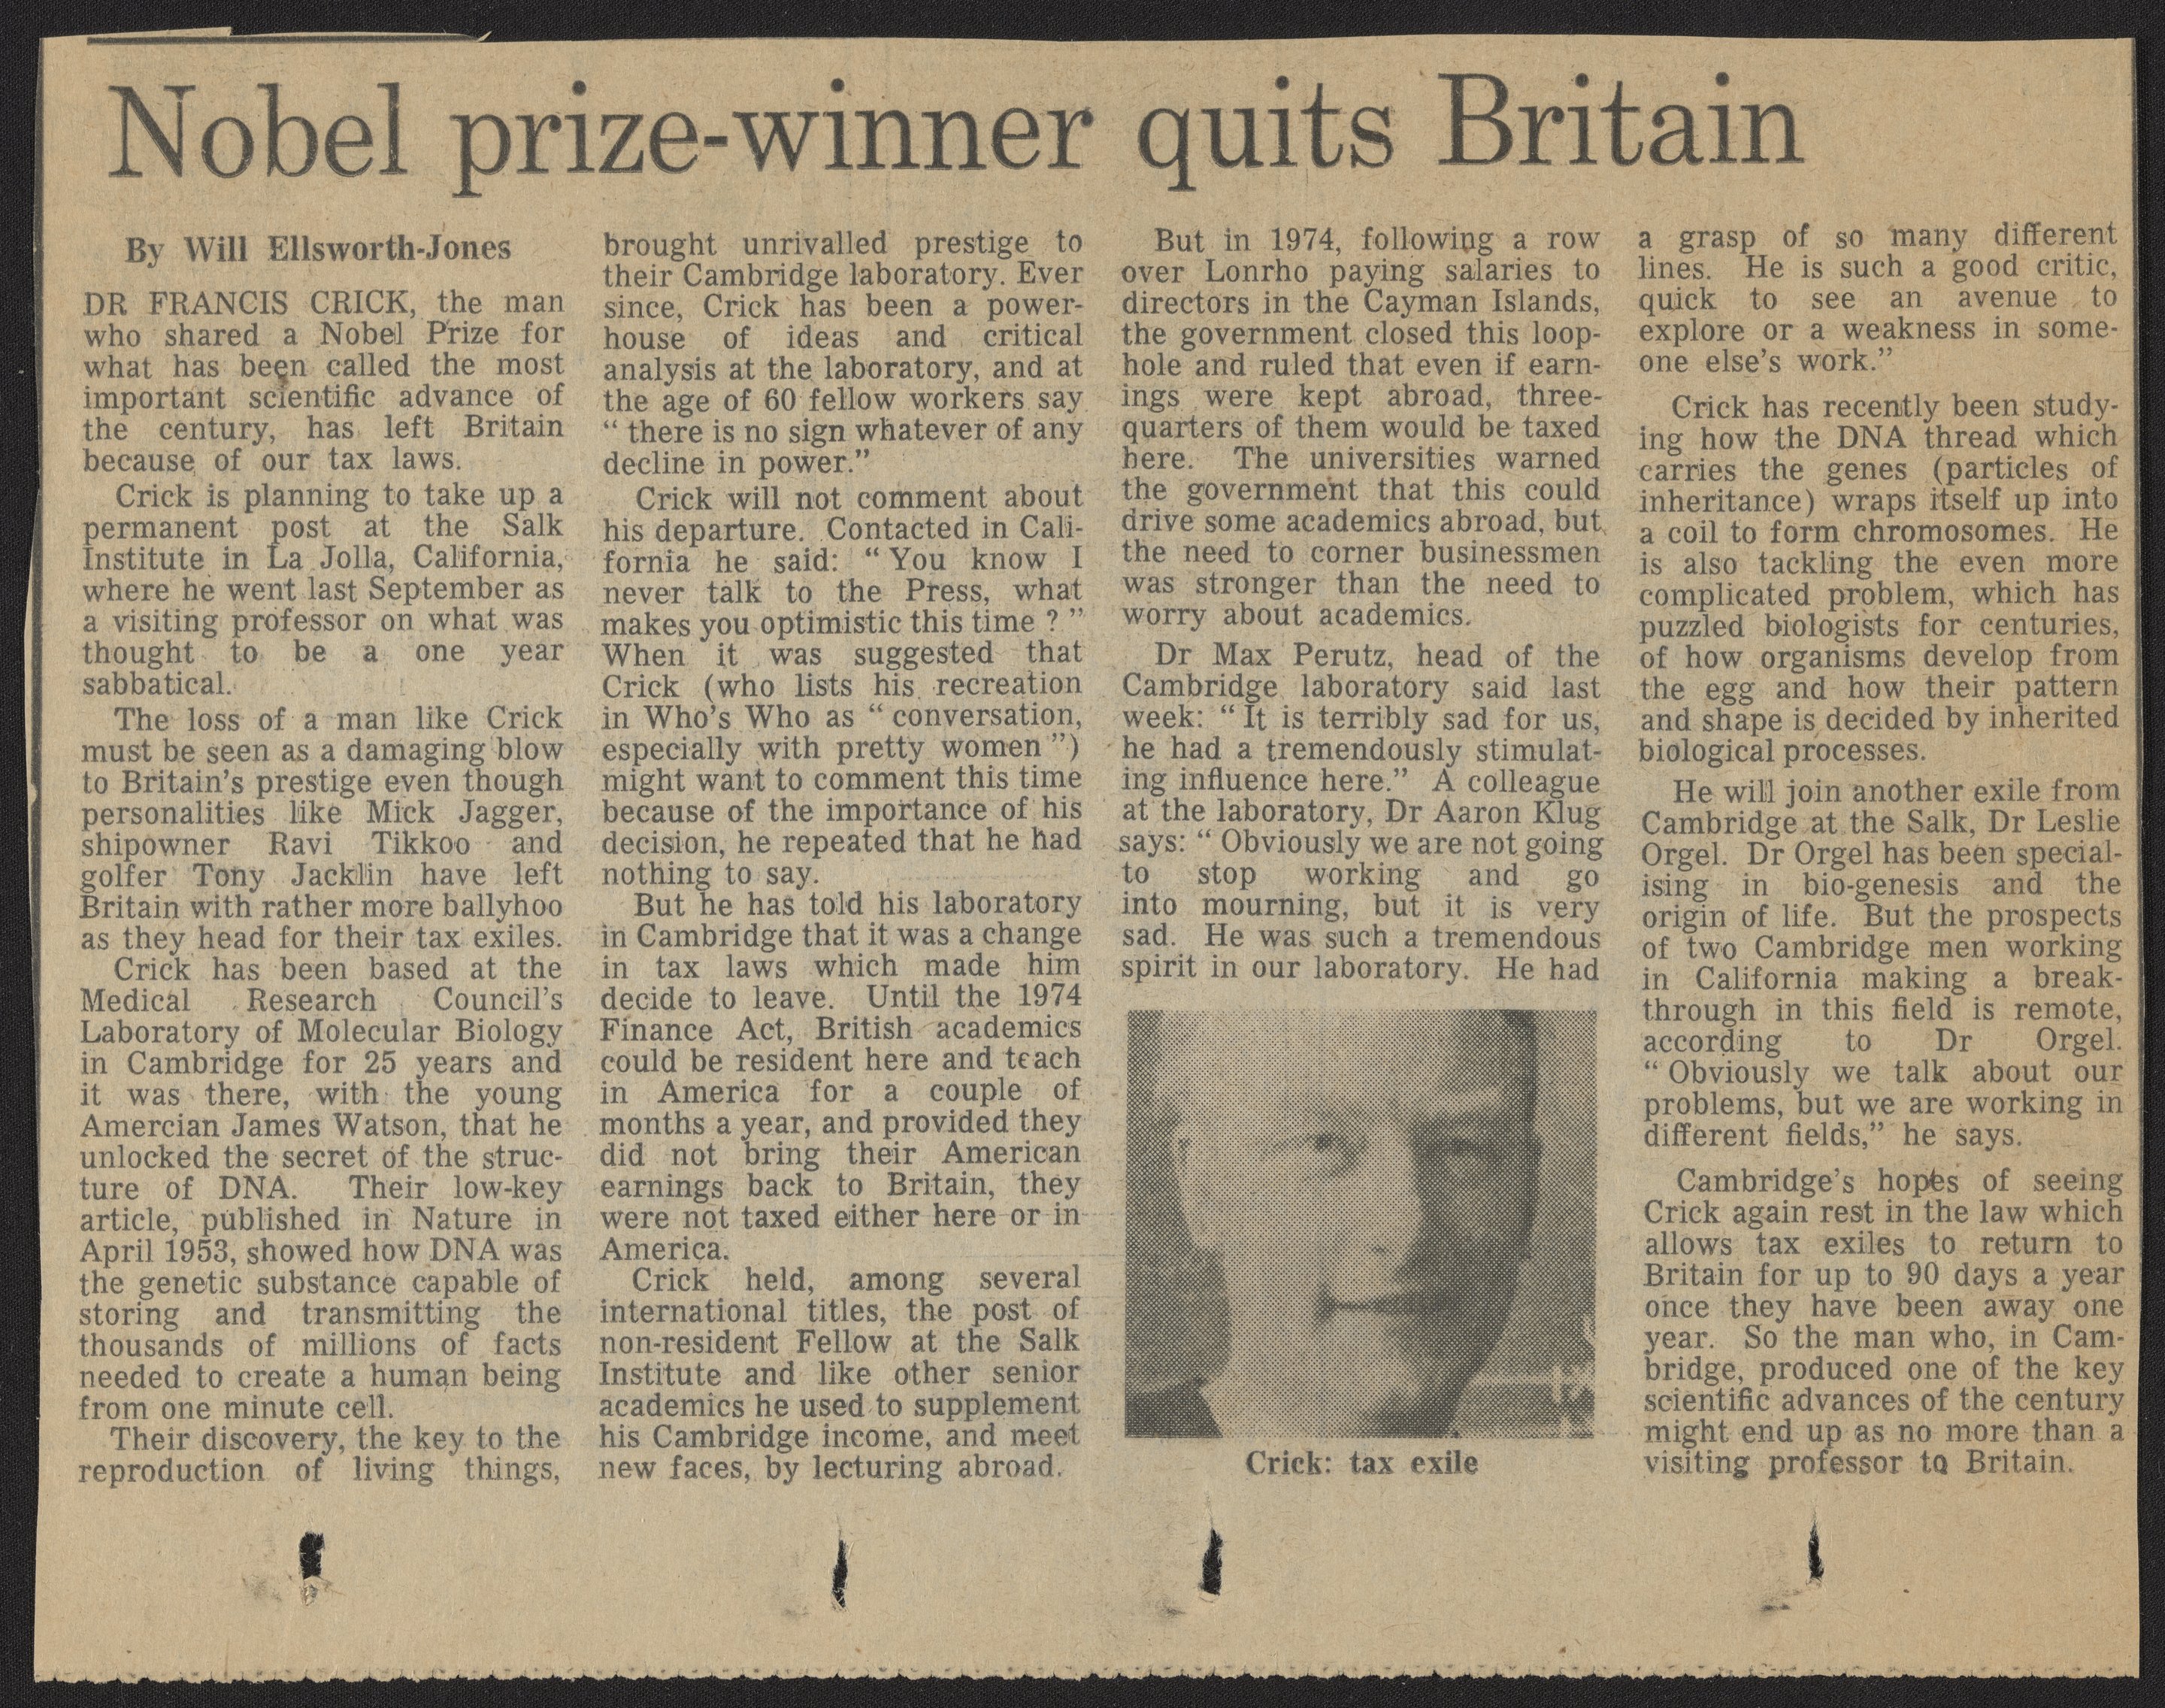 Nobel prize-winner quits Britain
By Will Ellsworth-Jones
DR FRANCIS CRICK, the man
who shared a Nobel Prize for
what has been called the most
important scientific advance of
the century, has left Britain
because of our tax laws.
Crick is planning to take up a
permanent post at the Salk
Institute in La Jolla, California,
where he went last September as
a visiting professor on what was
thought to be a one year
sabbatical.
The loss of a man like Crick
must be seen as a damaging blow
to Britain's prestige even though
personalities like Mick Jagger,
shipowner Ravi Tikkoo and
golfer Tony Jacklin have left
Britain with rather more ballyhoo
as they head for their tax exiles.
Crick has been based at the
Medical Research Council's
Laboratory of Molecular Biology
in Cambridge for 25 years and
it was there, with the young
Amercian James Watson, that he
unlocked the secret of the struc-
ture of DNA. Their low-key
article, published in Nature in
April 1953, showed how DNA was
the genetic substance capable of
storing and transmitting the
thousands of millions of facts
needed to create a human being
from one minute cell.
Their discovery, the key to the
reproduction of living things,
brought unrivalled prestige to
their Cambridge laboratory. Ever
since, Crick has been a power-
house of ideas and critical
analysis at the laboratory, and at
the age of 60 fellow workers say
" there is no sign whatever of any
decline in power."
Crick will not comment about
his departure. Contacted in Cali-
fornia he said: " You know I
never talk to the Press, what
makes you optimistic this time ? "
When it was suggested that
Crick (who lists his recreation
in Who's Who as " conversation,
especially with pretty women ")
might want to comment this time
because of the importance of his
decision, he repeated that he had
nothing to say.
But he has told his laboratory
in Cambridge that it was a change
in tax laws which made him
decide to leave. Until the 1974
Finance Act, British academics
could be resident here and teach
in America for a couple of
months a year, and provided they
did not bring their American
earnings back to Britain, they
were not taxed either here or in
America.
Crick held, among several
international titles, the post of
non-resident Fellow at the Salk
Institute and like other senior
academics he used to supplement
his Cambridge income, and meet
new faces, by lecturing abroad.
But in 1974, following a row
over Lonrho paying salaries to
directors in the Cayman Islands,
the government closed this loop-
hole and ruled that even if earn-
ings were kept abroad, three-
quarters of them would be taxed
here. The universities warned
the government that this could
drive some academics abroad, but
the need to corner businessmen
was stronger than the need to
worry about academics.
Dr Max Perutz, head of the
Cambridge laboratory said last
week: " It is terribly sad for us,
he had a tremendously stimulat-
ing influence here." A colleague
at the laboratory, Dr Aaron Klug
says: " Obviously we are not going
to stop working and go
into mourning, but it is very
sad. He was such a tremendous
spirit in our laboratory. He had
Crick: tax exile
a grasp of so many different
lines. He is such a good critic,
quick to see an avenue to
explore or a weakness in some-
one else's work."
Crick has recently been study-
ing how the DNA thread which
carries the genes (particles of
inheritance) wraps itself up into
a coil to form chromosomes. He
is also tackling the even more
complicated problem, which has
puzzled biologists for centuries,
of how organisms develop from
the egg and how their pattern
and shape is decided by inherited
biological processes.
He will join another exile from
Cambridge at the Salk, Dr Leslie
Orgel. Dr Orgel has been special-
ising in bio-genesis and the
origin of life. But the prospects
of two Cambridge men working
in California making a break-
through in this field is remote,
according to Dr Orgel.
" Obviously we talk about our
problems, but we are working in
different fields," he says.
Cambridge's hopes of seeing
Crick again rest in the law which
allows tax exiles to return to
Britain for up to 90 days a year
once they have been away one
year. So the man who, in Cam-
bridge, produced one of the key
scientific advances of the century
might end up as no more than a
visiting professor to Britain.